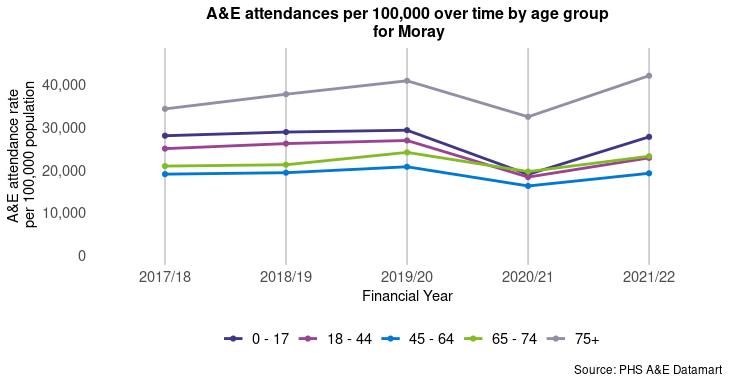 A&E attendances per 100,000 over time by age group
for Moray
A&E attendance rate
per 100,000 population
40,000
30,000
20,000
10,000
0
2017/18 2018/19 2019/20 2020/21 2021/22
Financial Year
0 - 17 18 - 44 45 - 64 65 - 74 75+
Source: PHS A&E Datamart